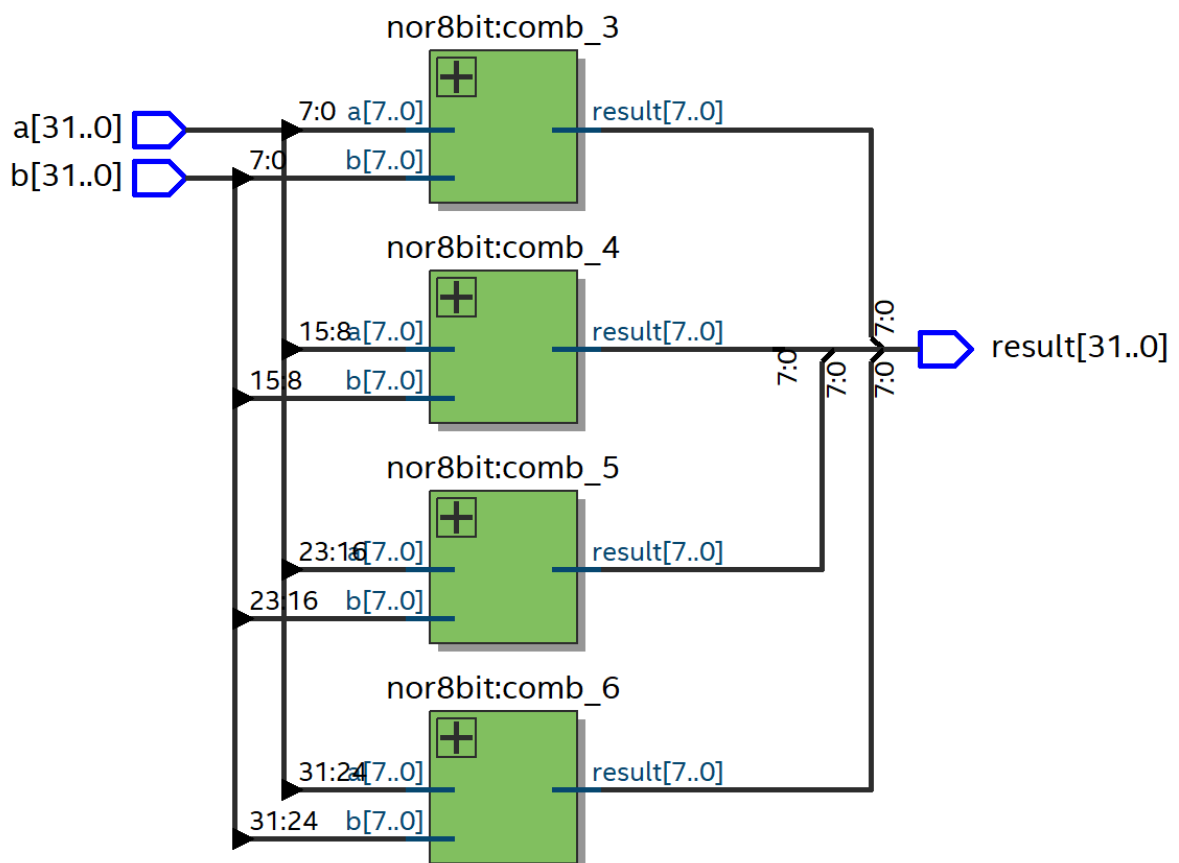 nor8bit:comb_3
a[31..0]
7:0
a[7..0]
result[7..0]
b[31..0]
7:0
b[7..0]
nor8bit:comb_4
15:8
a[7..0]
result[7..0]
15:8
b[7..0]
7:0
7:0
7:0
7:0
result[31..0]
nor8bit:comb_5
23:16
a[7..0]
result[7..0]
23:16
b[7..0]
nor8bit:comb_6
31:24
a[7..0]
result[7..0]
31:24
b[7..0]